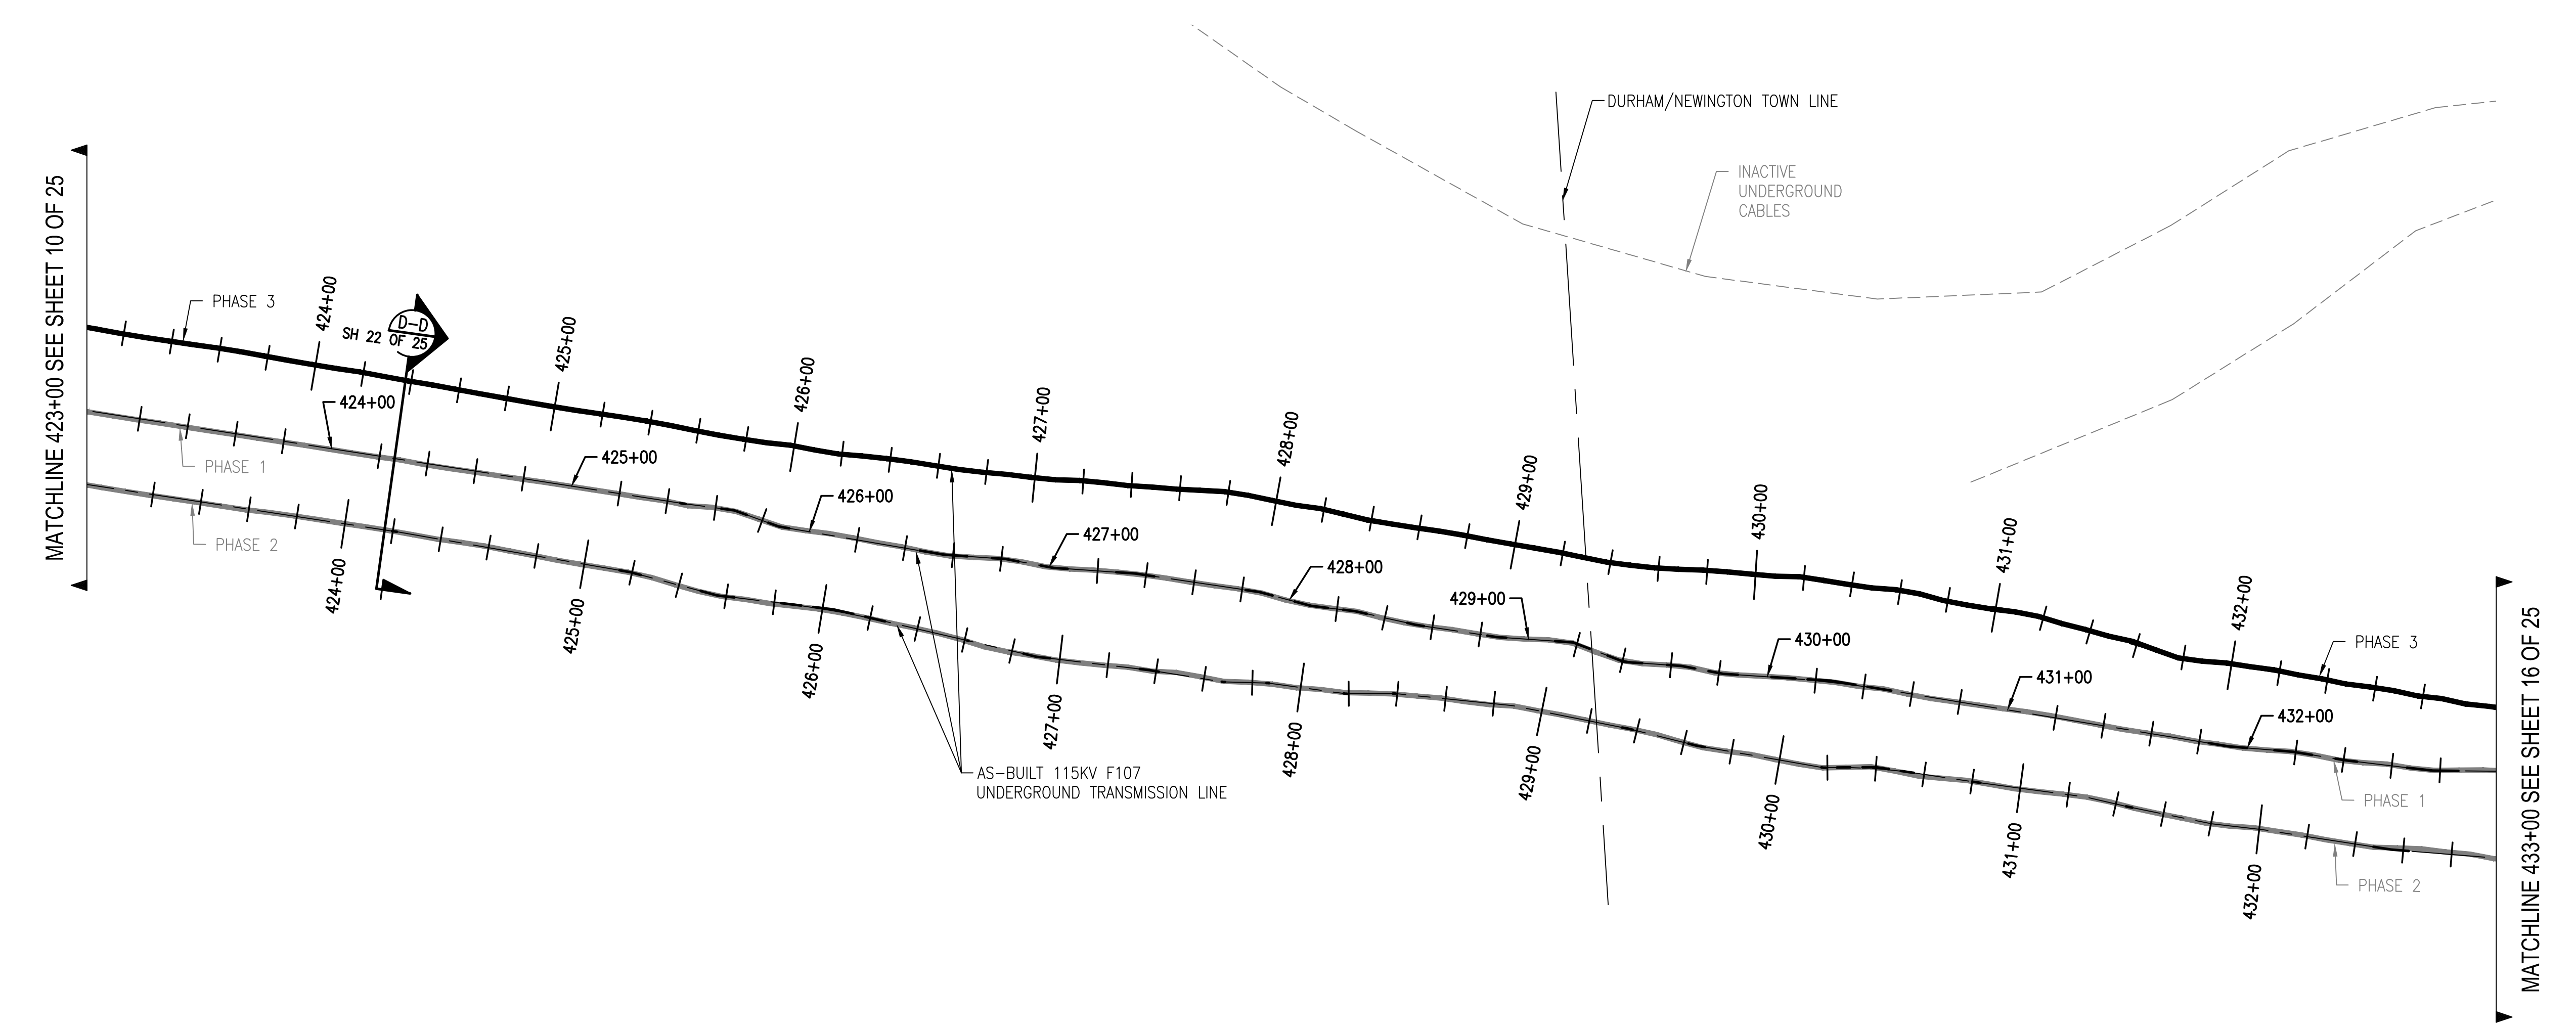 DURHAM/NEWINGTON TOWN LINE
INACTIVE
UNDERGROUND
CABLES
MATCHLINE 423+00 SEE SHEET 10 OF 25
PHASE 3
424+00
D-D
SH 22 OF 25
425+00
426+00
427+00
428+00
429+00
430+00
431+00
432+00
PHASE 3
424+00
425+00
426+00
427+00
428+00
429+00
430+00
431+00
432+00
PHASE 1
PHASE 1
PHASE 2
424+00
425+00
426+00
427+00
428+00
429+00
430+00
431+00
432+00
PHASE 2
AS-BUILT 115KV F107
UNDERGROUND TRANSMISSION LINE
MATCHLINE 433+00 SEE SHEET 16 OF 25